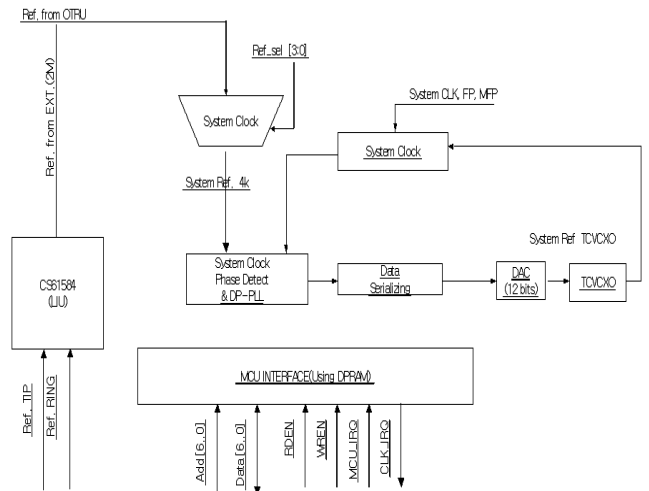 Ref, from OTRU
Ref_sel [3:0]
Ref, from EXT,(2M)
System Clock
System CLK, FP, MFP
System Clock
System Ref, 4k
System Ref TCVCXO
System Clock
Phase Detect
& DP-PLL
Data
Serializing
DAC
(12 bits)
TCVCXO
CS61584
(LIU)
MCU INTERFACE(Using DPRAM)
Ref, TIP
Ref, RING
Add[6,,0]
Data[6,,0]
RDEN
WREN
MCU_IRQ
CLK_IRQ